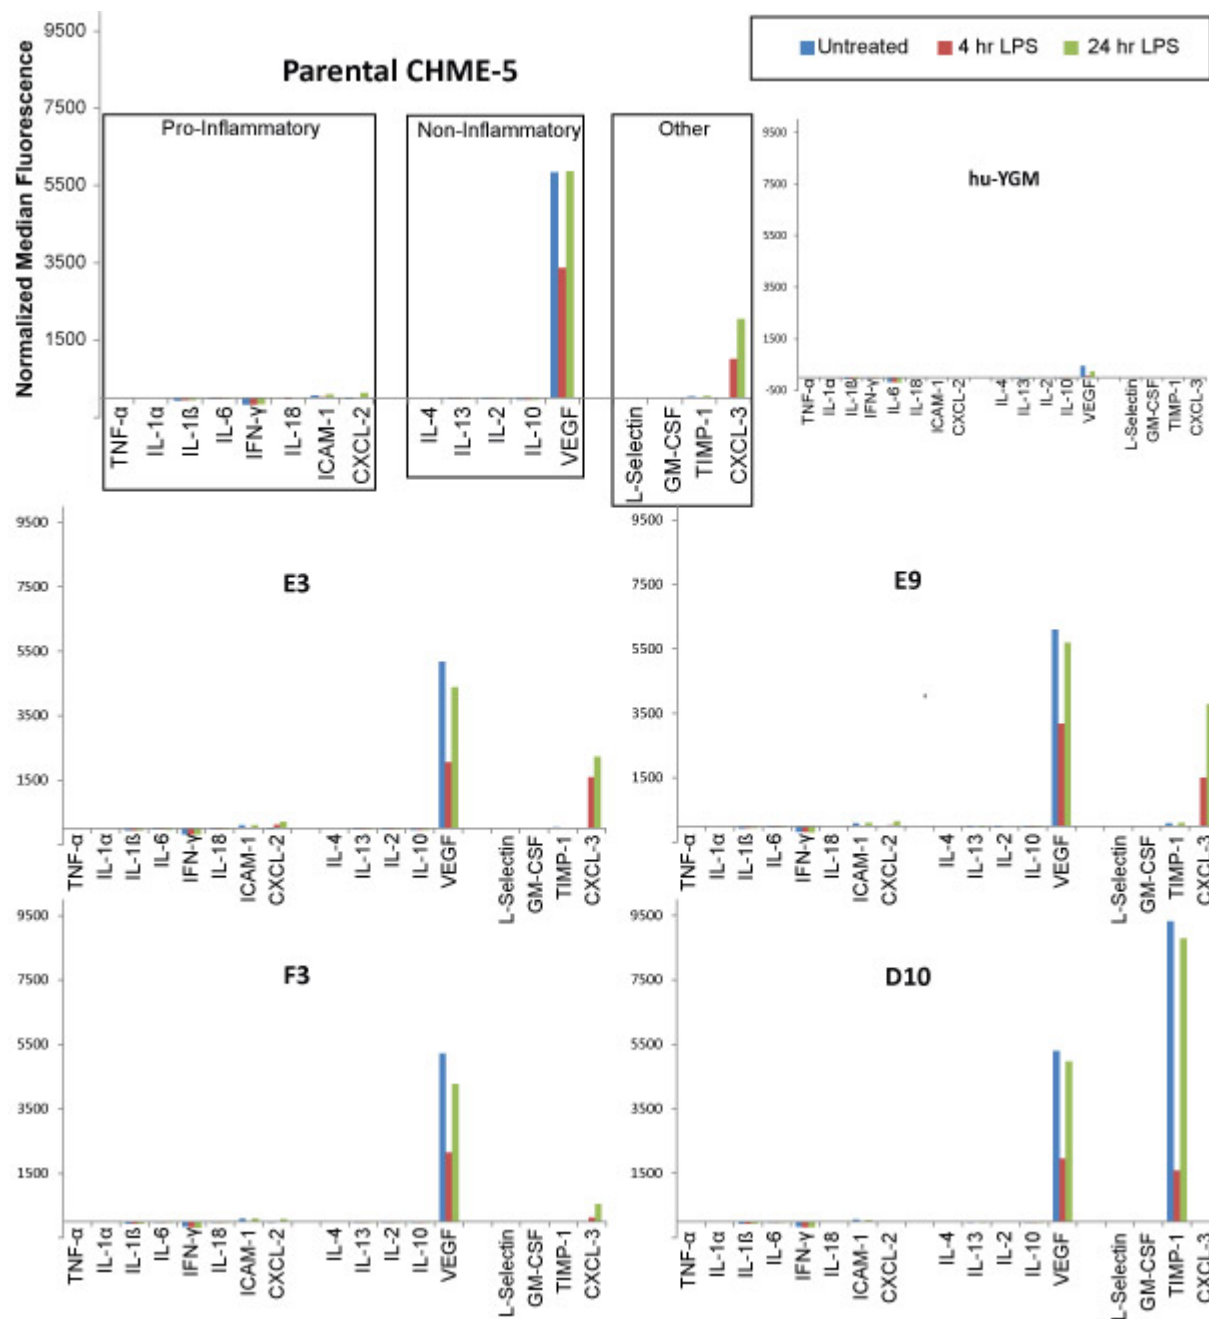 Normalized Median Fluorescence
9500
7500
5500
3500
1500
Parental CHME-5
Untreated 4 hr LPS 24 hr LPS
Pro-Inflammatory
Non-Inflammatory
Other
TNF-α
IL-1α
IL-1ß
IL-6
IFN-γ
IL-18
ICAM-1
CXCL-2
IL-4
IL-13
IL-2
IL-10
VEGF
L-Selectin
GM-CSF
TIMP-1
CXCL-3
hu-YGM
9500
7500
5500
3500
1500
-500
TNF-α
IL-1α
IL-1ß
IFN-γ
IL-6
IL-18
ICAM-1
CXCL-2
IL-4
IL-13
IL-2
IL-10
VEGF
L-Selectin
GM-CSF
TIMP-1
CXCL-3
E3
9500
7500
5500
3500
1500
TNF-α
IL-1α
IL-1ß
IL-6
IFN-γ
IL-18
ICAM-1
CXCL-2
IL-4
IL-13
IL-2
IL-10
VEGF
L-Selectin
GM-CSF
TIMP-1
CXCL-3
E9
9500
7500
5500
3500
1500
TNF-α
IL-1α
IL-1ß
IL-6
IFN-γ
IL-18
ICAM-1
CXCL-2
IL-4
IL-13
IL-2
IL-10
VEGF
L-Selectin
GM-CSF
TIMP-1
CXCL-3
F3
9500
7500
5500
3500
1500
TNF-α
IL-1α
IL-1ß
IL-6
IFN-γ
IL-18
ICAM-1
CXCL-2
IL-4
IL-13
IL-2
IL-10
VEGF
L-Selectin
GM-CSF
TIMP-1
CXCL-3
D10
9500
7500
5500
3500
1500
TNF-α
IL-1α
IL-1ß
IL-6
IFN-γ
IL-18
ICAM-1
CXCL-2
IL-4
IL-13
IL-2
IL-10
VEGF
L-Selectin
GM-CSF
TIMP-1
CXCL-3